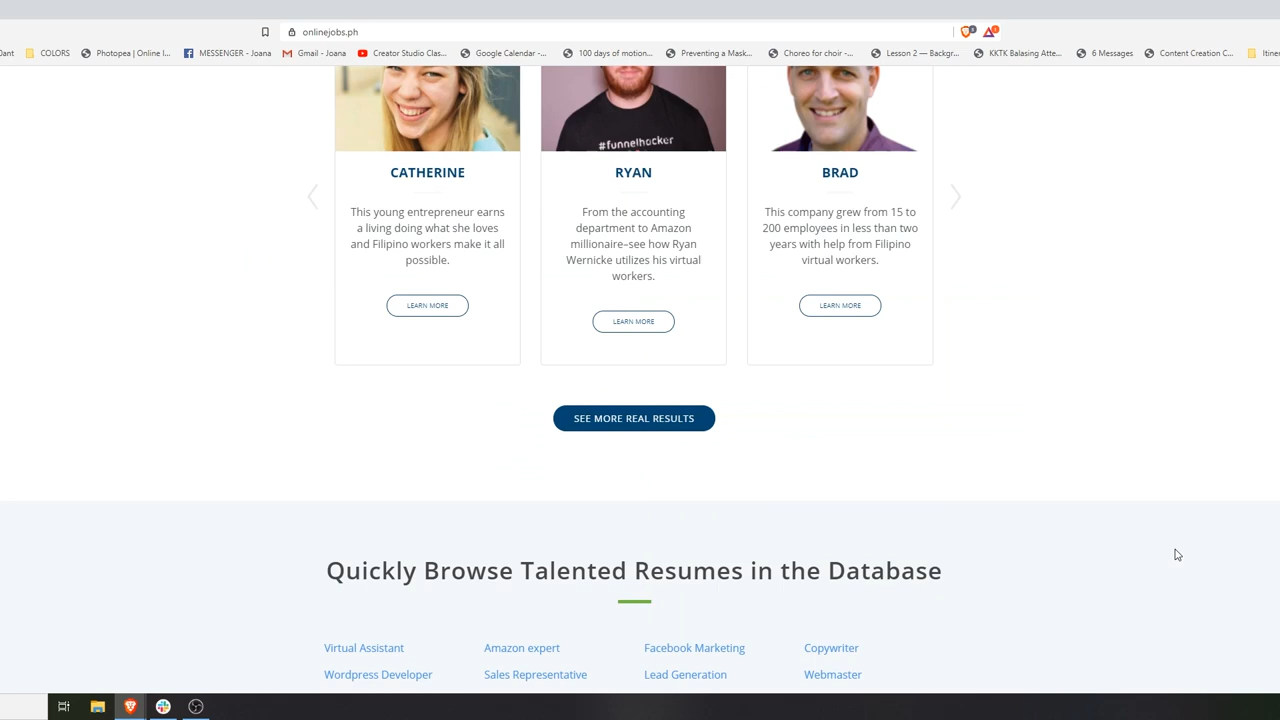 onlinejobs.ph
COLORS
Photopea | Online I...
MESSENGER - Joana
Gmail - Joana
Creator Studio Clas...
Google Calendar -...
100 days of motion...
Preventing a Mask...
Choreo for choir -...
Lesson 2 — Backgr...
KKTK Balasing Atte...
6 Messages
Content Creation C...
#funnelhacker
CATHERINE
This young entrepreneur earns
a living doing what she loves
and Filipino workers make it all
possible.
LEARN MORE
RYAN
From the accounting
department to Amazon
millionaire–see how Ryan
Wernicke utilizes his virtual
workers.
LEARN MORE
BRAD
This company grew from 15 to
200 employees in less than two
years with help from Filipino
virtual workers.
LEARN MORE
SEE MORE REAL RESULTS
Quickly Browse Talented Resumes in the Database
Virtual Assistant
Amazon expert
Facebook Marketing
Copywriter
Wordpress Developer
Sales Representative
Lead Generation
Webmaster